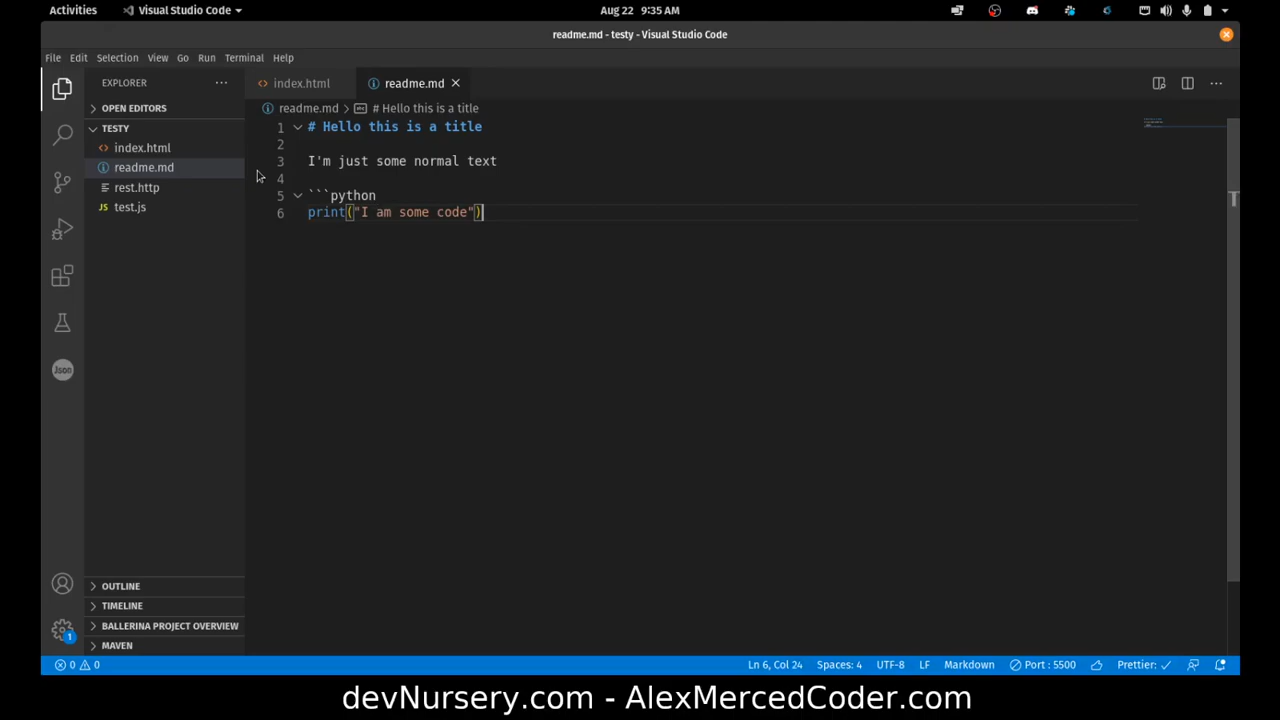 Activities
Visual Studio Code
Aug 22 9:35 AM
readme.md - testy - Visual Studio Code
File Edit Selection View Go Run Terminal Help
EXPLORER
index.html
readme.md
OPEN EDITORS
readme.md > # Hello this is a title
TESTY
index.html
readme.md
rest.http
JS test.js
1 # Hello this is a title
2
3 I'm just some normal text
4
5 ```python
6 print("I am some code")
Json
OUTLINE
TIMELINE
BALLERINA PROJECT OVERVIEW
1
MAVEN
0 0
Ln 6, Col 24 Spaces: 4 UTF-8 LF Markdown Port : 5500 Prettier: ✓
devNursery.com - AlexMercedCoder.com